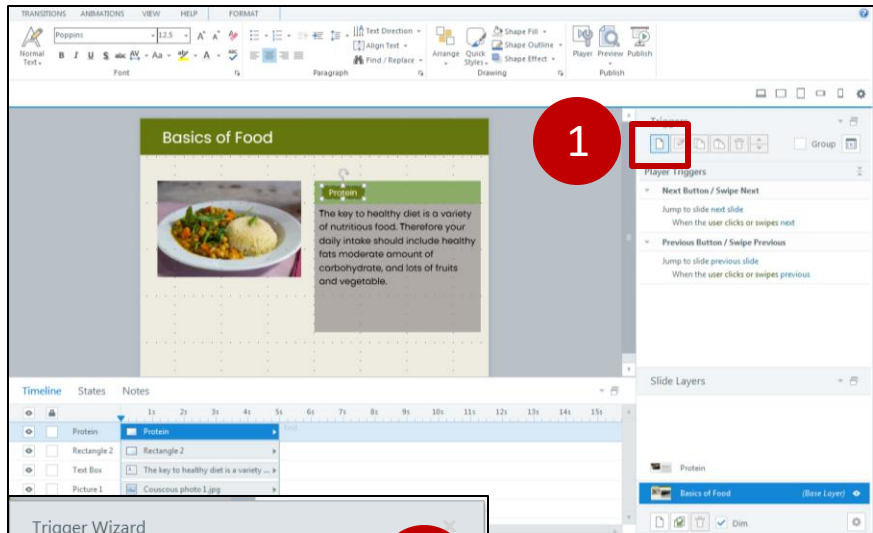 TRANSITIONS ANIMATIONS VIEW HELP FORMAT
Poppins 12.5
Normal Text
B I U S abc AV Aa A
Text Direction
Align Text
Find / Replace
Arrange
Quick Styles
Shape Fill
Shape Outline
Shape Effect
Player Preview Publish
Font Paragraph Drawing Publish
Triggers
Group
1
Player Triggers
Next Button / Swipe Next
Jump to slide next slide
When the user clicks or swipes next
Previous Button / Swipe Previous
Jump to slide previous slide
When the user clicks or swipes previous
Basics of Food
Protein
The key to healthy diet is a variety
of nutritious food. Therefore your
daily intake should include healthy
fats moderate amount of
carbohydrate, and lots of fruits
and vegetable.
Timeline States Notes
1s 2s 3s 4s 5s 6s 7s 8s 9s 10s 11s 12s 13s 14s 15s
Protein Protein End
Rectangle 2 Rectangle 2
Text Box The key to healthy diet is a variety ...
Picture 1 Couscous photo 1.jpg
Slide Layers
Protein
Basics of Food (Base Layer)
Dim
Trigger Wizard